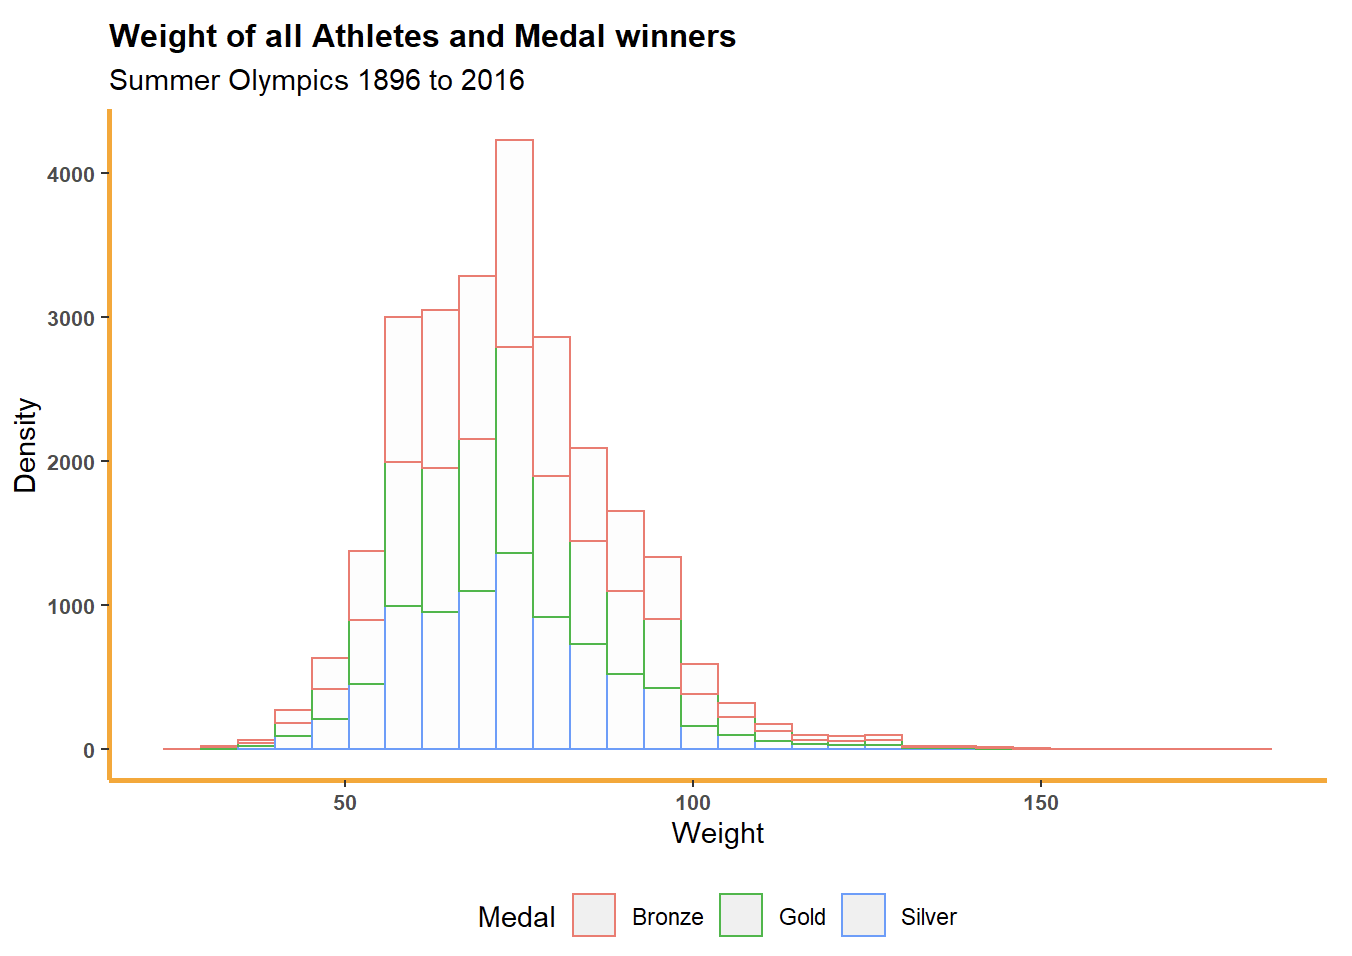 Weight of all Athletes and Medal winners
Summer Olympics 1896 to 2016
4000
3000
2000
1000
0
Density
50 100 150
Weight
Medal Bronze Gold Silver